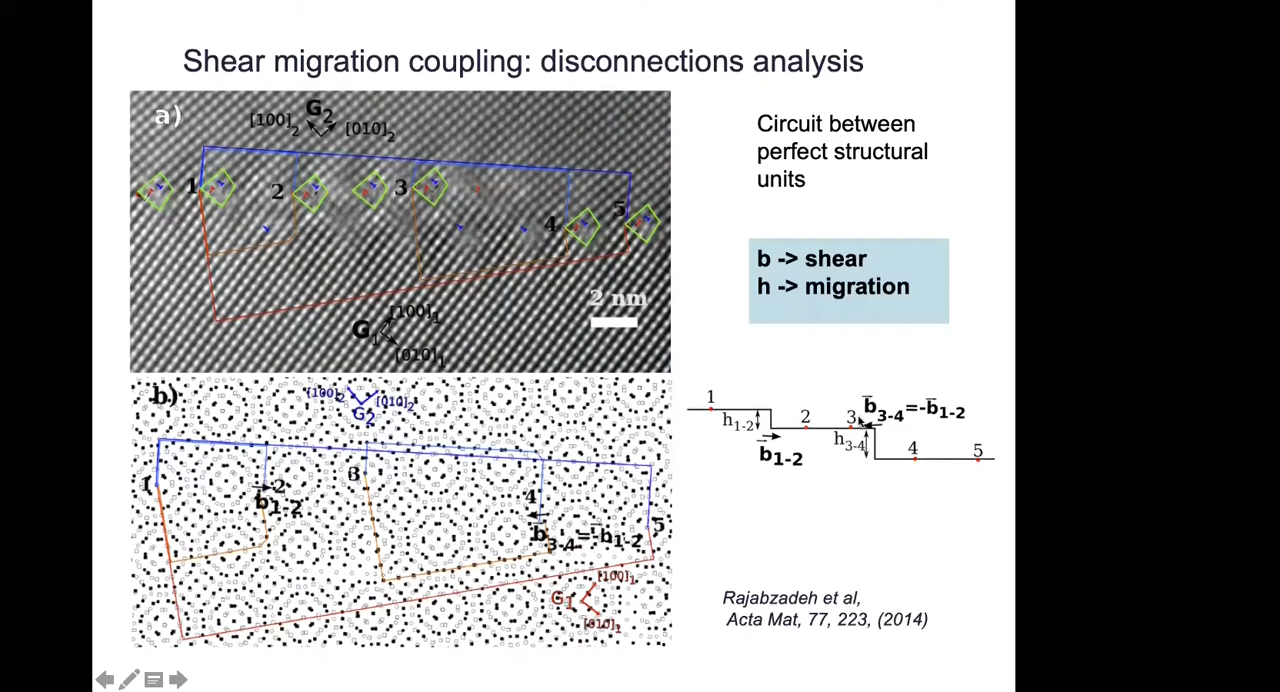 Shear migration coupling: disconnections analysis
a)
G2
[100]2 [010]2
1 2 3 4 5
G1
[100]1
[010]1
2 nm
b)
[100]2 [010]2
G2
1 2 3 4 5
b1-2
b3-4=-b1-2
G1
[100]1
[010]1
Circuit between
perfect structural
units
b -> shear
h -> migration
1 2 3 4 5
h1-2
b1-2
h3-4
b3-4=-b1-2
Rajabzadeh et al,
Acta Mat, 77, 223, (2014)